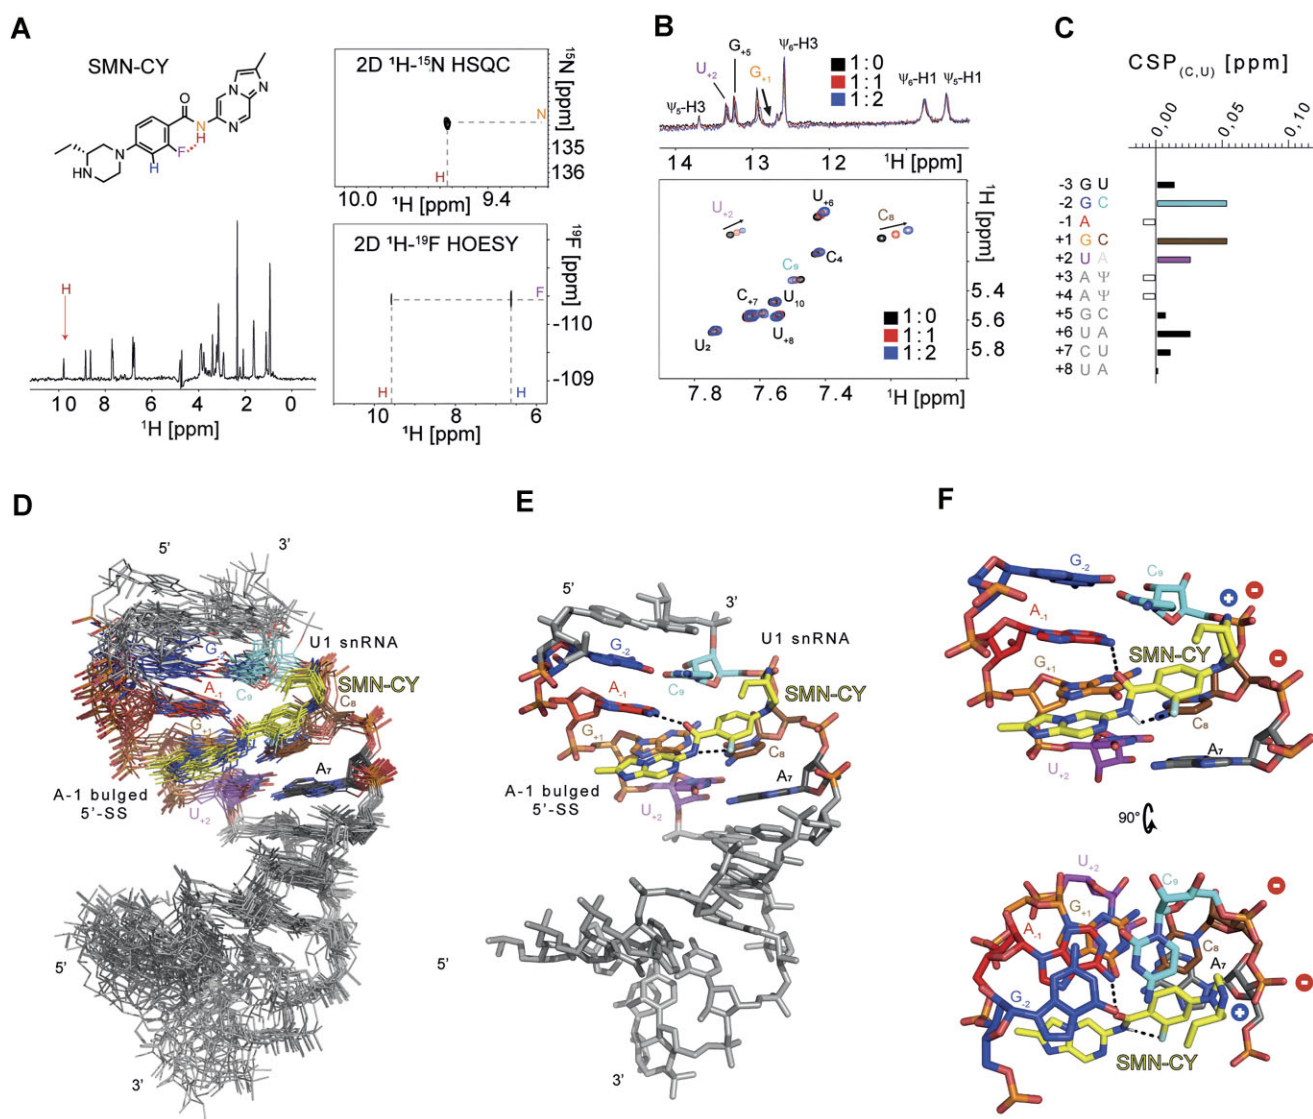 A
SMN-CY
O
N
H
N
N
N
N
F
H
N
HN
2D ¹H-¹⁵N HSQC
N
H
10.0
9.4
¹H [ppm]
135
136
¹⁵N [ppm]
2D ¹H-¹⁹F HOESY
F
H
H
10
8
6
¹H [ppm]
-110
-109
¹⁹F [ppm]
H
10
8
6
4
2
0
¹H [ppm]
B
Ψ₅-H3
U₊₂
G₊₅
G₊₁
Ψ₆-H3
1:0
1:1
1:2
Ψ₆-H1
Ψ₅-H1
14
13
12
¹H [ppm]
U₊₂
U₊₆
C₈
C₄
C₉
C₊₇
U₁₀
U₂
U₊₈
1:0
1:1
1:2
5.4
5.6
5.8
¹H [ppm]
7.8
7.6
7.4
¹H [ppm]
C
CSP(C,U) [ppm]
0,00
0,05
0,10
-3 G U
-2 G C
-1 A
+1 G C
+2 U A
+3 A Ψ
+4 A Ψ
+5 G C
+6 U A
+7 C U
+8 U A
D
5'
3'
U1 snRNA
G₋₂
SMN-CY
A₋₁
C₉
C₈
G₊₁
A₇
A-1 bulged
5'-SS
U₊₂
5'
3'
E
5'
3'
U1 snRNA
G₋₂
A₋₁
C₉
SMN-CY
G₊₁
C₈
A₇
A-1 bulged
5'-SS
U₊₂
5'
3'
F
G₋₂
C₉
+
-
A₋₁
SMN-CY
G₊₁
-
C₈
U₊₂
A₇
90°
U₊₂
C₉
-
G₊₁
A₋₁
C₈
A₇
-
G₋₂
+
SMN-CY